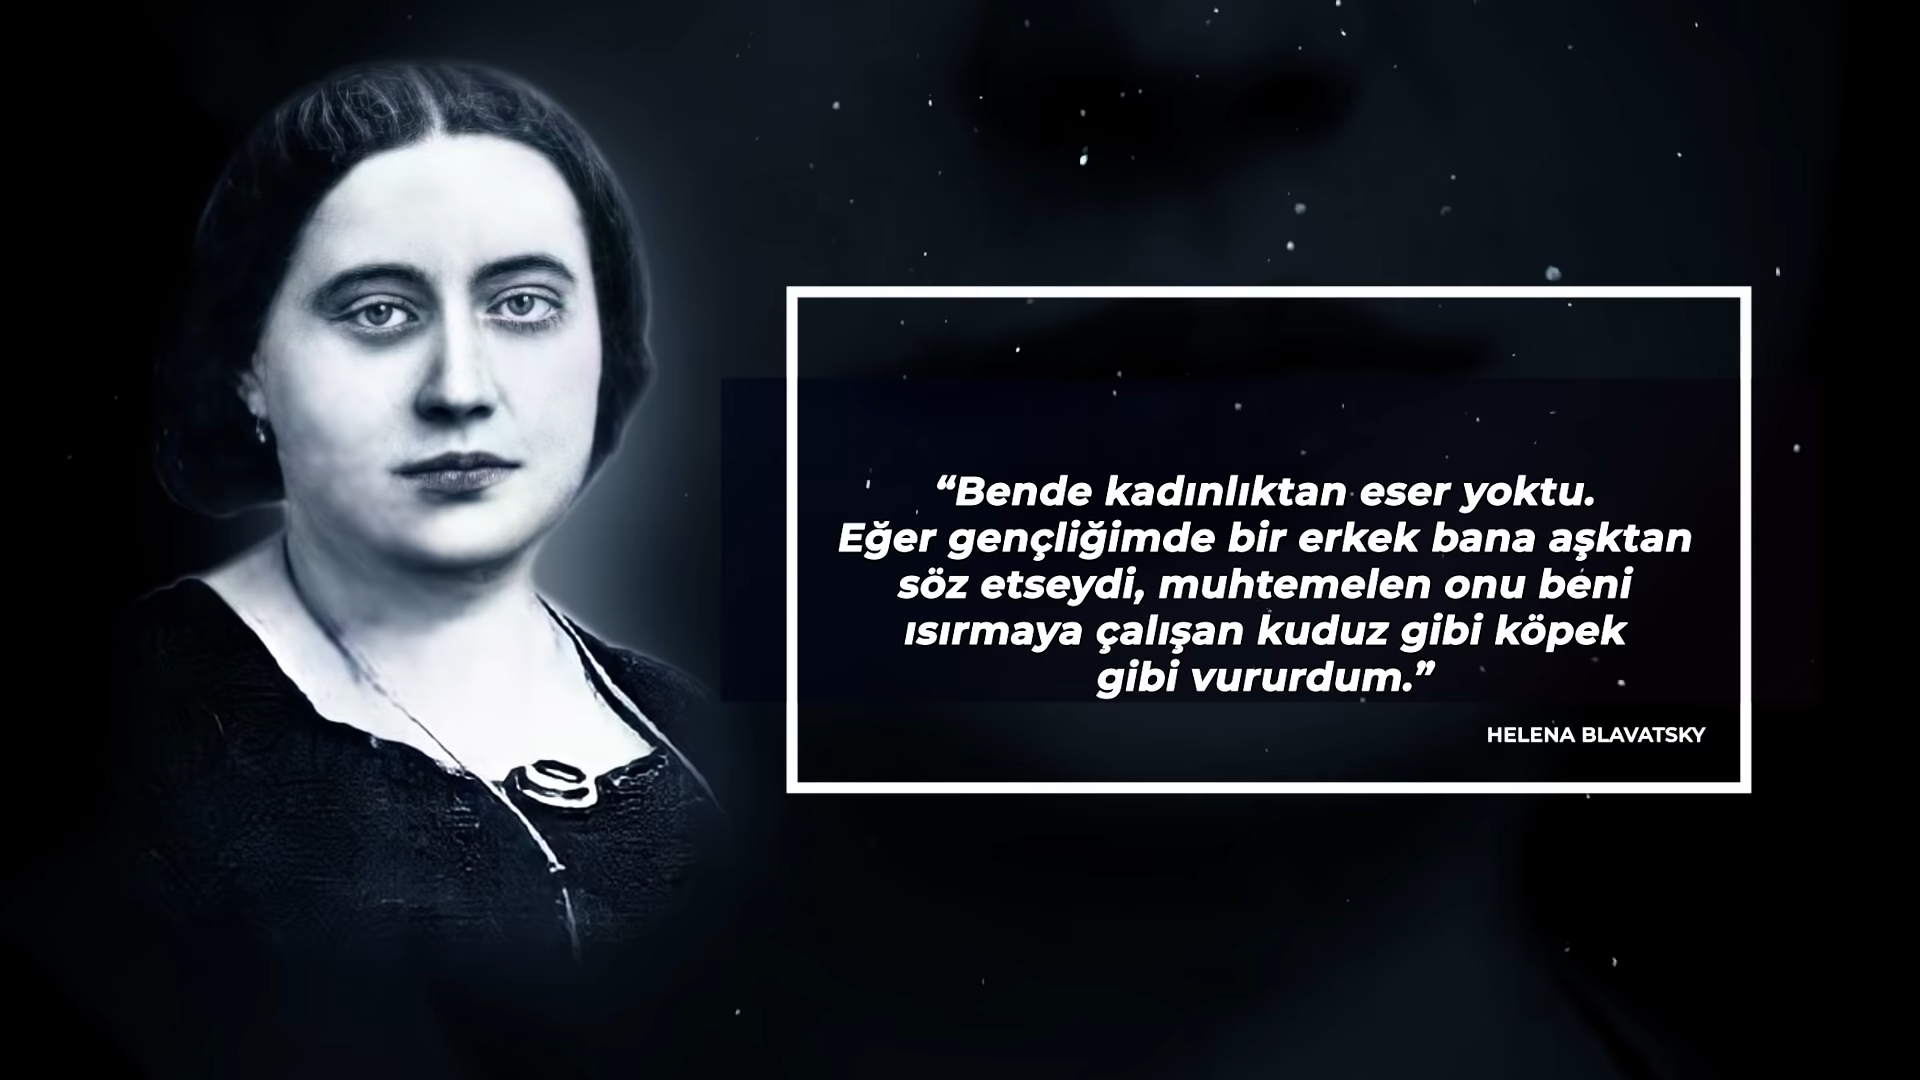 “Bende kadınlıktan eser yoktu.
Eğer gençliğimde bir erkek bana aşktan
söz etseydi, muhtemelen onu beni
ısırmaya çalışan kuduz gibi köpek
gibi vururdum.”
HELENA BLAVATSKY